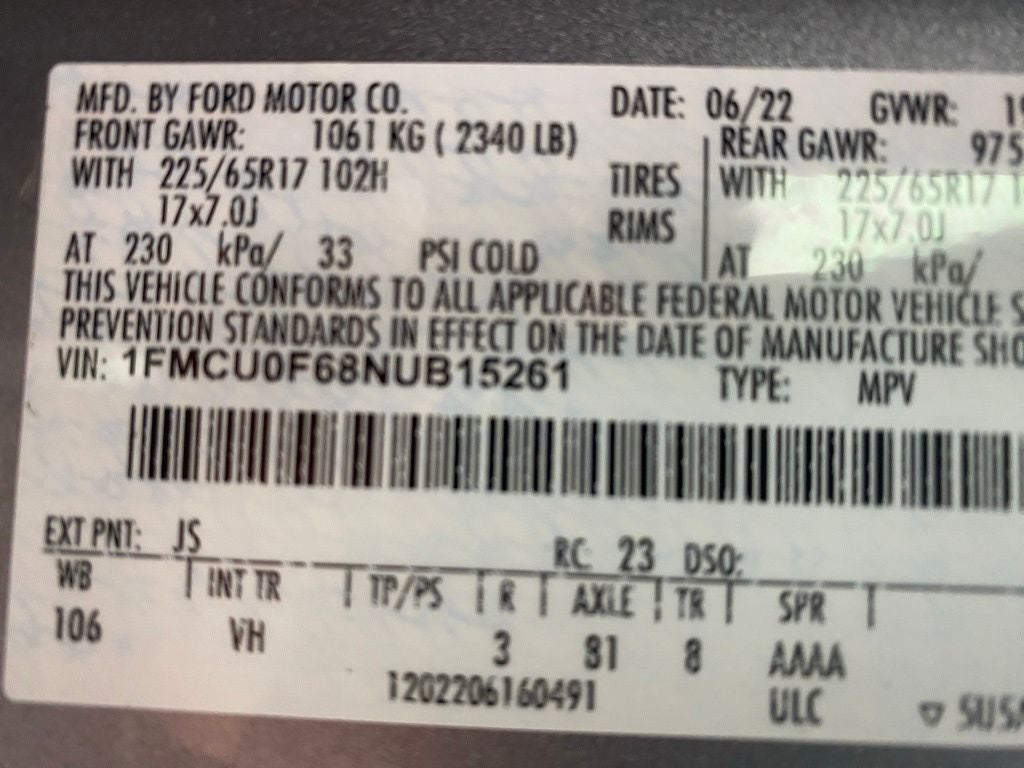 MFD. BY FORD MOTOR CO. DATE: 06/22 GVWR:
FRONT GAWR: 1061 KG ( 2340 LB) REAR GAWR: 975
WITH 225/65R17 102H TIRES WITH 225/65R17
17x7.0J RIMS 17x7.0J
AT 230 kPa/ 33 PSI COLD AT 230 kPa/
THIS VEHICLE CONFORMS TO ALL APPLICABLE FEDERAL MOTOR VEHICLE
PREVENTION STANDARDS IN EFFECT ON THE DATE OF MANUFACTURE SHO
VIN: 1FMCU0F68NUB15261 TYPE: MPV
EXT PNT: JS RC: 23 DSO:
WB INT TR TP/PS R AXLE TR SPR
106 VH 3 81 8 AAAA
1202206160491 ULC